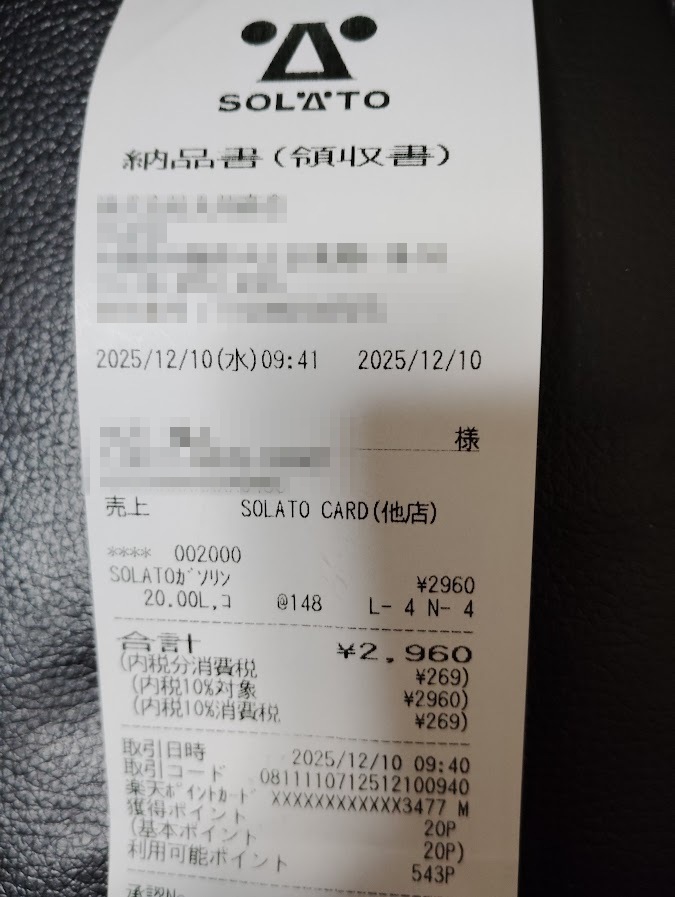 SOLATO
納品書(領収書)
2025/12/10(水)09:41 2025/12/10
様
売上 SOLATO CARD(他店)
**** 002000
SOLATOガソリン ¥2960
20.00L,コ @148 L- 4 N- 4
合計 ¥2,960
(内税分消費税 ¥269)
(内税10%対象 ¥2960)
(内税10%消費税 ¥269)
取引日時 2025/12/10 09:40
取引コード 0811110712512100940
楽天ポイントカード XXXXXXXXXXXX3477 M
獲得ポイント 20P
(基本ポイント 20P)
利用可能ポイント 543P
承認No